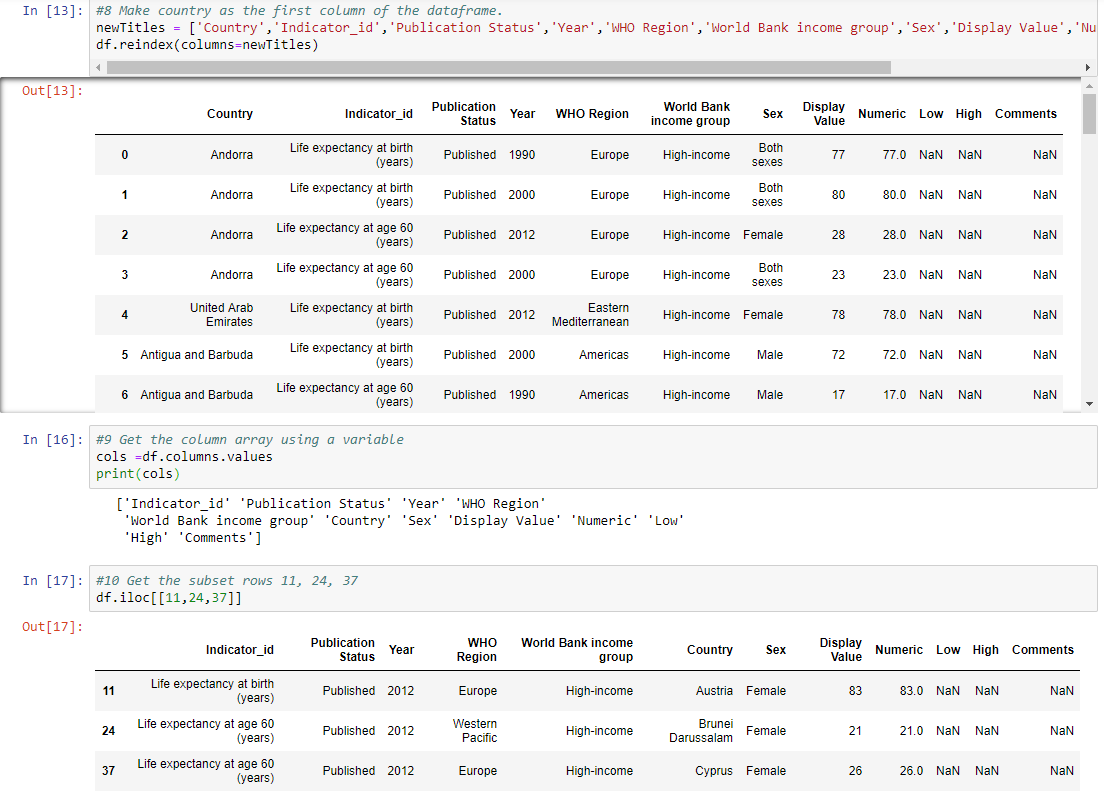 In [13]: #8 Make country as the first column of the dataframe.
newTitles = ['Country','Indicator_id','Publication Status','Year','WHO Region','World Bank income group','Sex','Display Value','Nu
df.reindex(columns=newTitles)
Out[13]:
Country Indicator_id Publication Status Year WHO Region World Bank income group Sex Display Value Numeric Low High Comments
0 Andorra Life expectancy at birth (years) Published 1990 Europe High-income Both sexes 77 77.0 NaN NaN NaN
1 Andorra Life expectancy at birth (years) Published 2000 Europe High-income Both sexes 80 80.0 NaN NaN NaN
2 Andorra Life expectancy at age 60 (years) Published 2012 Europe High-income Female 28 28.0 NaN NaN NaN
3 Andorra Life expectancy at age 60 (years) Published 2000 Europe High-income Both sexes 23 23.0 NaN NaN NaN
4 United Arab Emirates Life expectancy at birth (years) Published 2012 Eastern Mediterranean High-income Female 78 78.0 NaN NaN NaN
5 Antigua and Barbuda Life expectancy at birth (years) Published 2000 Americas High-income Male 72 72.0 NaN NaN NaN
6 Antigua and Barbuda Life expectancy at age 60 (years) Published 1990 Americas High-income Male 17 17.0 NaN NaN NaN
In [16]: #9 Get the column array using a variable
cols =df.columns.values
print(cols)
['Indicator_id' 'Publication Status' 'Year' 'WHO Region'
'World Bank income group' 'Country' 'Sex' 'Display Value' 'Numeric' 'Low'
'High' 'Comments']
In [17]: #10 Get the subset rows 11, 24, 37
df.iloc[[11,24,37]]
Out[17]:
Indicator_id Publication Status Year WHO Region World Bank income group Country Sex Display Value Numeric Low High Comments
11 Life expectancy at birth (years) Published 2012 Europe High-income Austria Female 83 83.0 NaN NaN NaN
24 Life expectancy at age 60 (years) Published 2012 Western Pacific High-income Brunei Darussalam Female 21 21.0 NaN NaN NaN
37 Life expectancy at age 60 (years) Published 2012 Europe High-income Cyprus Female 26 26.0 NaN NaN NaN